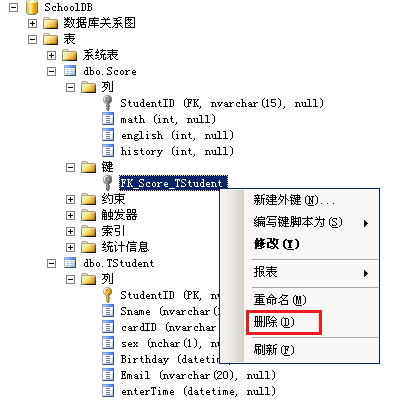 SchoolDB
数据库关系图
表
系统表
dbo.Score
列
StudentID (FK, nvarchar(15), null)
math (int, null)
english (int, null)
history (int, null)
键
FK_Score_TStudent
约束
触发器
索引
统计信息
新建外键(N)...
编写键脚本为(S)
修改(Y)
报表
重命名(M)
删除(D)
刷新(F)
dbo.TStudent
列
StudentID (PK, nv
Sname (nvarchar(
cardID (nvarchar
sex (nchar(1), nu
Birthday (datetim
Email (nvarchar(20), null)
enterTime (datetime, null)